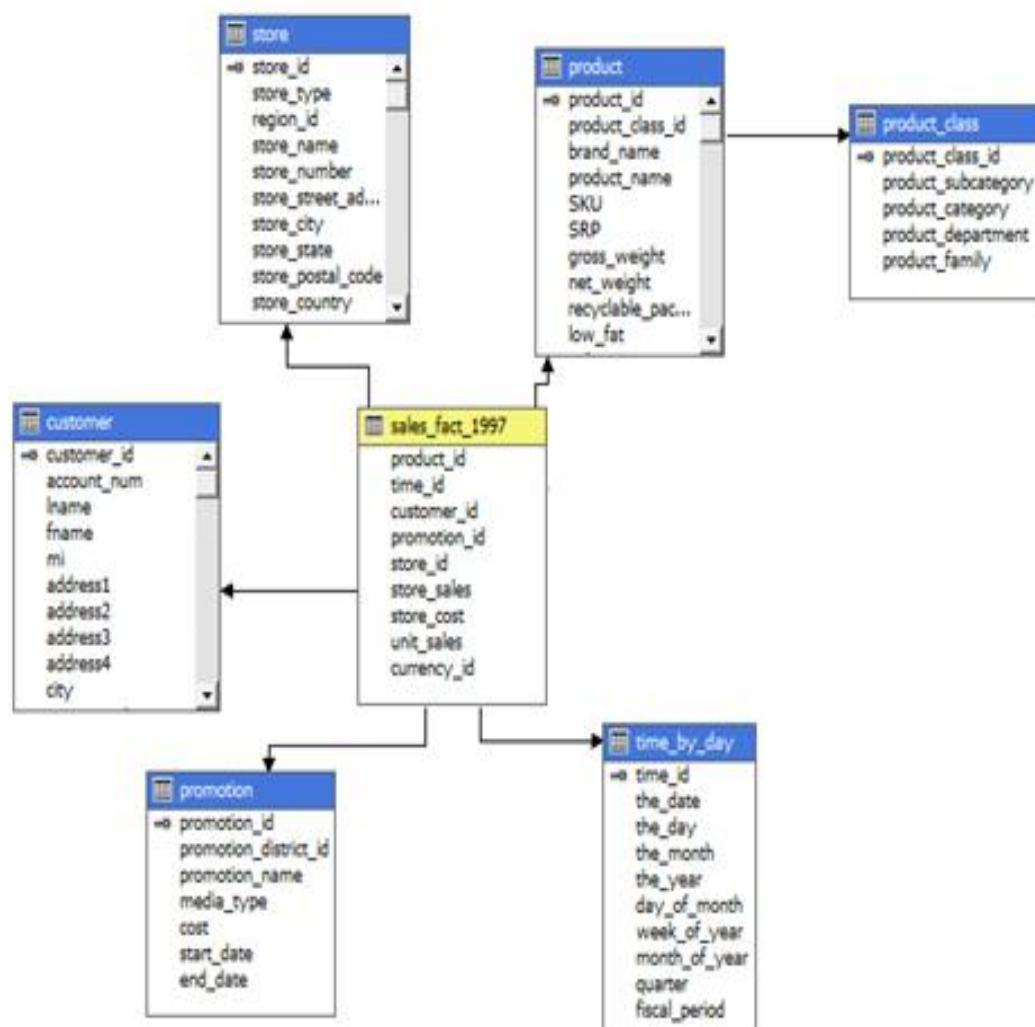 store
store_id
store_type
region_id
store_name
store_number
store_street_ad...
store_city
store_state
store_postal_code
store_country
product
product_id
product_class_id
brand_name
product_name
SKU
SRP
gross_weight
net_weight
recyclable_pac...
low_fat
product_class
product_class_id
product_subcategory
product_category
product_department
product_family
customer
customer_id
account_num
lname
fname
mi
address1
address2
address3
address4
city
sales_fact_1997
product_id
time_id
customer_id
promotion_id
store_id
store_sales
store_cost
unit_sales
currency_id
promotion
promotion_id
promotion_district_id
promotion_name
media_type
cost
start_date
end_date
time_by_day
time_id
the_date
the_day
the_month
the_year
day_of_month
week_of_year
month_of_year
quarter
fiscal_period